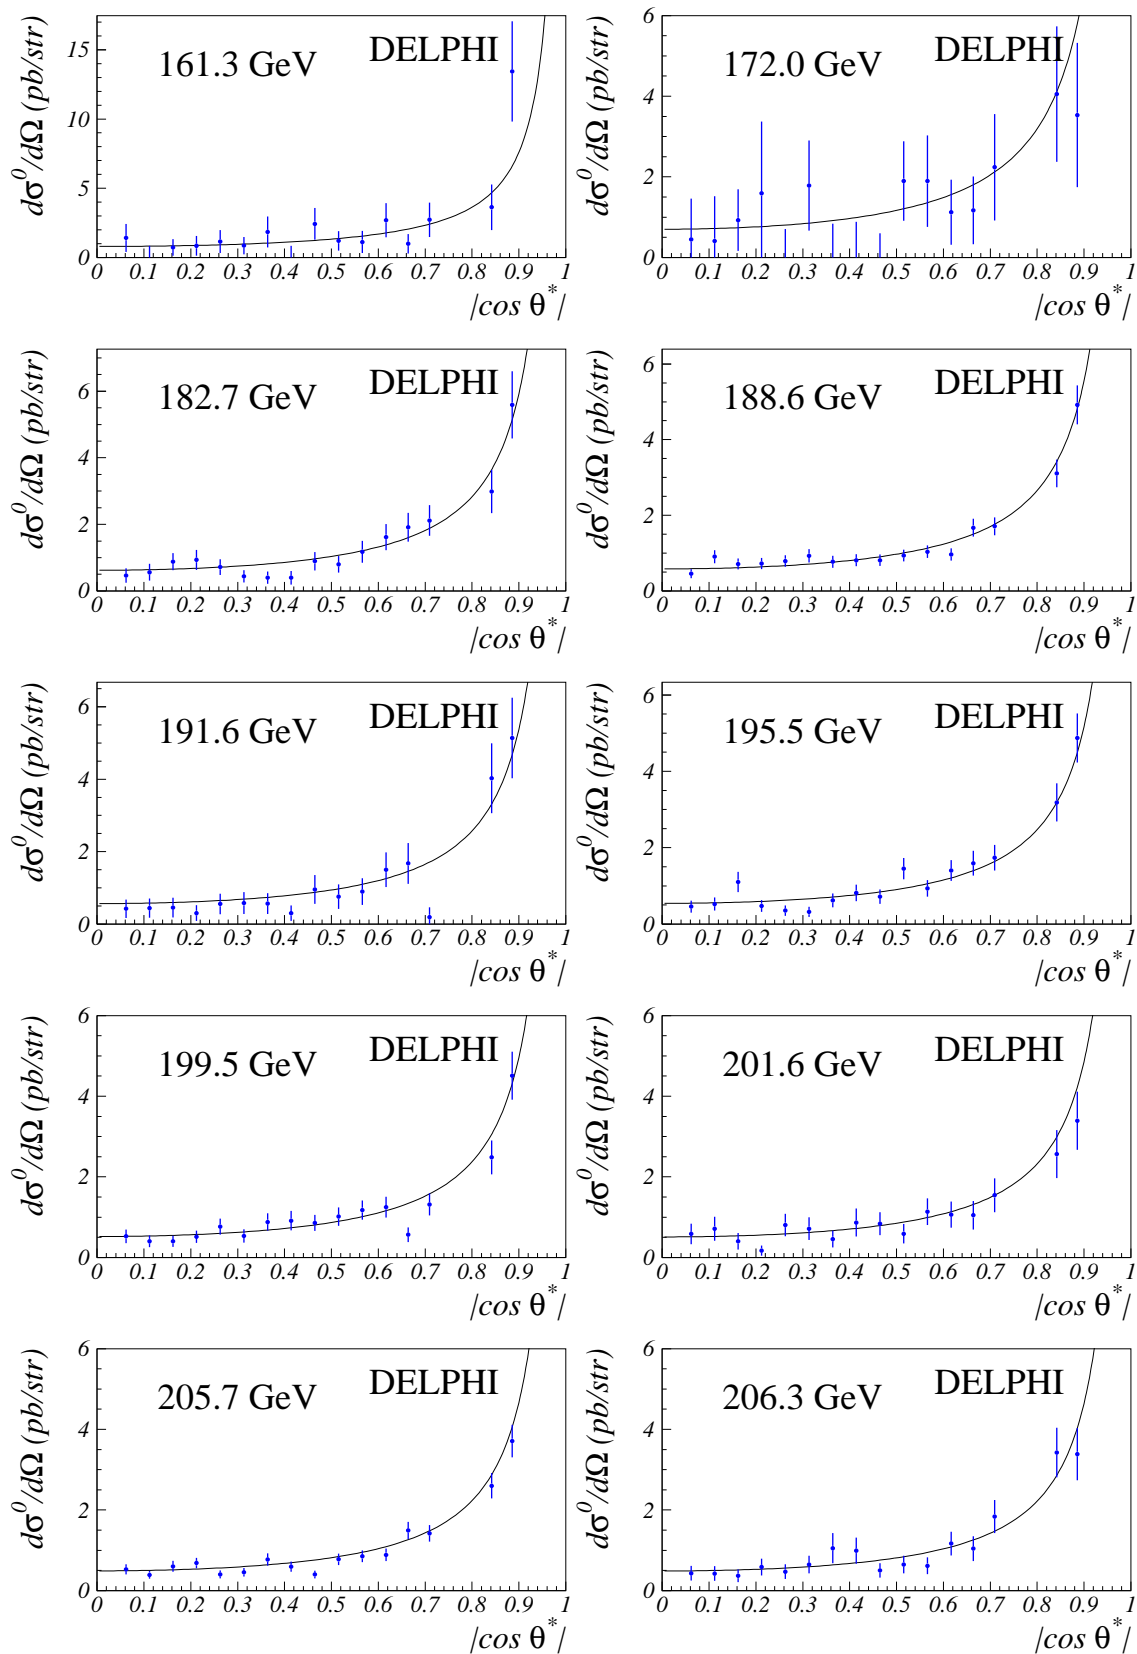 dσ⁰/dΩ (pb/str)
161.3 GeV
DELPHI
15
10
5
0
0 0.1 0.2 0.3 0.4 0.5 0.6 0.7 0.8 0.9 1
|cos θ*|
dσ⁰/dΩ (pb/str)
172.0 GeV
DELPHI
6
4
2
0
0 0.1 0.2 0.3 0.4 0.5 0.6 0.7 0.8 0.9 1
|cos θ*|
dσ⁰/dΩ (pb/str)
182.7 GeV
DELPHI
6
4
2
0
0 0.1 0.2 0.3 0.4 0.5 0.6 0.7 0.8 0.9 1
|cos θ*|
dσ⁰/dΩ (pb/str)
188.6 GeV
DELPHI
6
4
2
0
0 0.1 0.2 0.3 0.4 0.5 0.6 0.7 0.8 0.9 1
|cos θ*|
dσ⁰/dΩ (pb/str)
191.6 GeV
DELPHI
6
4
2
0
0 0.1 0.2 0.3 0.4 0.5 0.6 0.7 0.8 0.9 1
|cos θ*|
dσ⁰/dΩ (pb/str)
195.5 GeV
DELPHI
6
4
2
0
0 0.1 0.2 0.3 0.4 0.5 0.6 0.7 0.8 0.9 1
|cos θ*|
dσ⁰/dΩ (pb/str)
199.5 GeV
DELPHI
6
4
2
0
0 0.1 0.2 0.3 0.4 0.5 0.6 0.7 0.8 0.9 1
|cos θ*|
dσ⁰/dΩ (pb/str)
201.6 GeV
DELPHI
6
4
2
0
0 0.1 0.2 0.3 0.4 0.5 0.6 0.7 0.8 0.9 1
|cos θ*|
dσ⁰/dΩ (pb/str)
205.7 GeV
DELPHI
6
4
2
0
0 0.1 0.2 0.3 0.4 0.5 0.6 0.7 0.8 0.9 1
|cos θ*|
dσ⁰/dΩ (pb/str)
206.3 GeV
DELPHI
6
4
2
0
0 0.1 0.2 0.3 0.4 0.5 0.6 0.7 0.8 0.9 1
|cos θ*|